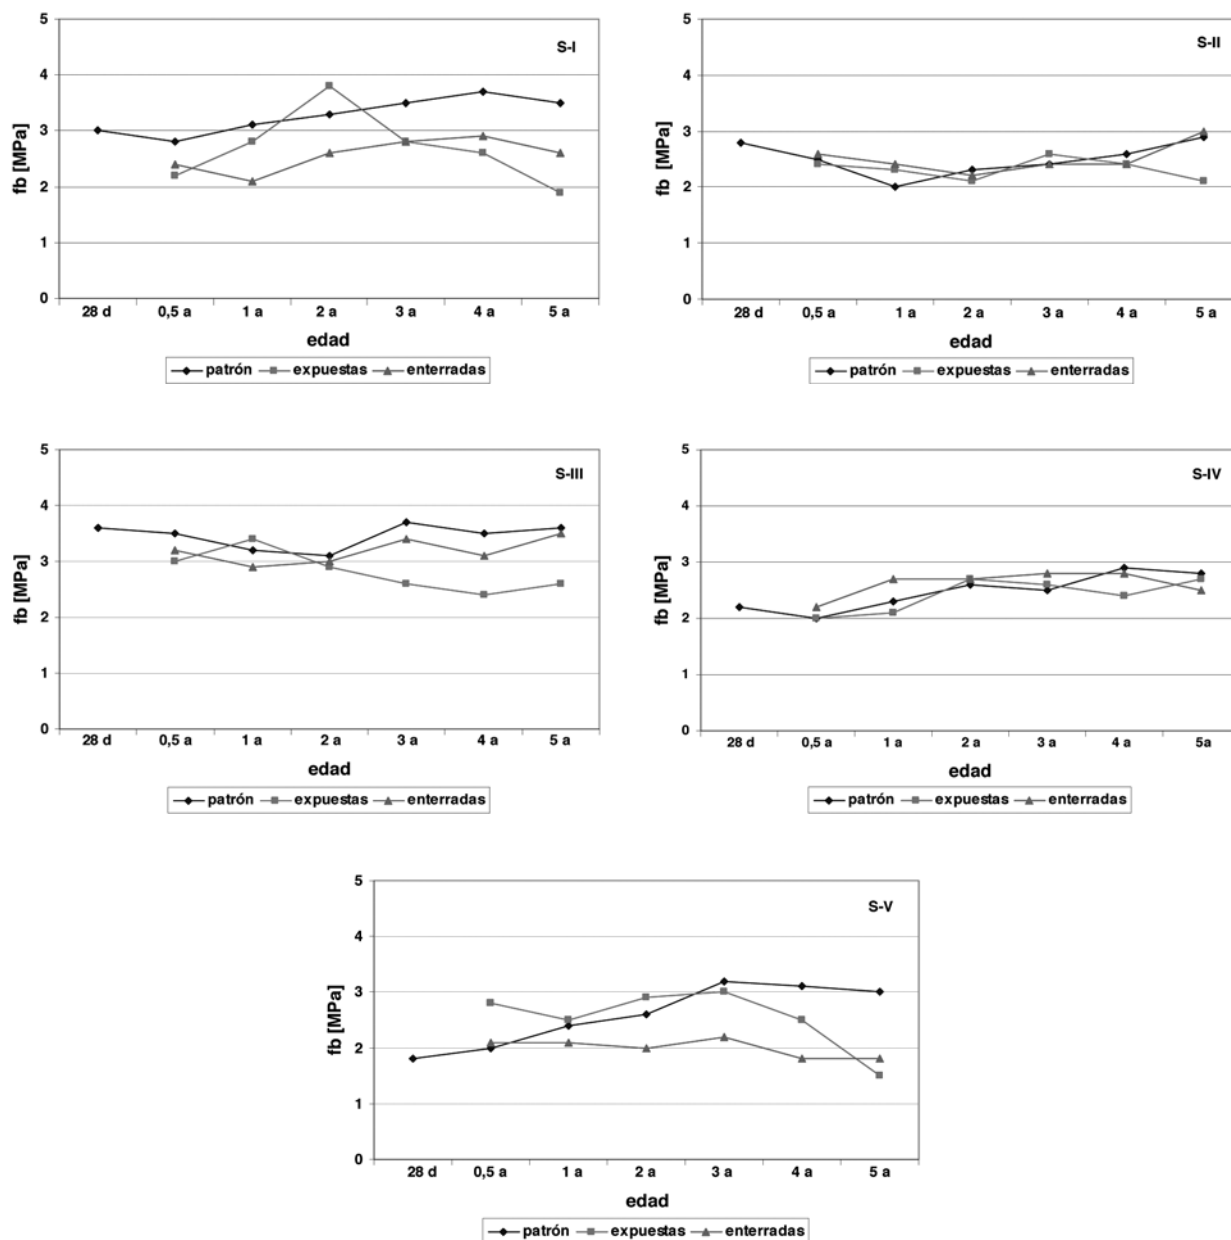 5
S-I
4
3
fb [MPa]
2
1
0
28 d 0,5 a 1 a 2 a 3 a 4 a 5 a
edad
patrón expuestas enterradas
5
S-II
4
3
fb [MPa]
2
1
0
28 d 0,5 a 1 a 2 a 3 a 4 a 5 a
edad
patrón expuestas enterradas
5
S-III
4
3
fb [MPa]
2
1
0
28 d 0,5 a 1 a 2 a 3 a 4 a 5 a
edad
patrón expuestas enterradas
5
S-IV
4
3
fb [MPa]
2
1
0
28 d 0,5 a 1 a 2 a 3 a 4 a 5a
edad
patrón expuestas enterradas
5
S-V
4
3
fb [MPa]
2
1
0
28 d 0,5 a 1 a 2 a 3 a 4 a 5 a
edad
patrón expuestas enterradas